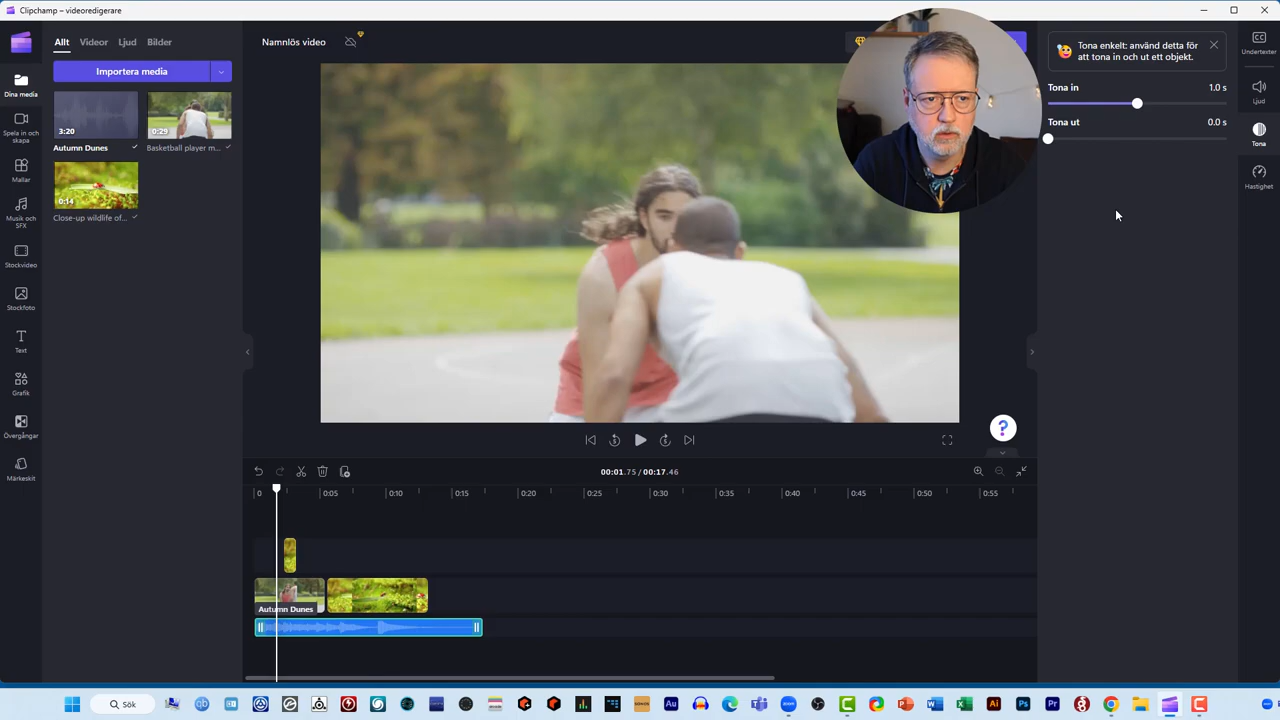 Clipchamp – videoredigerare
Allt Videor Ljud Bilder
Importera media
3:20
Autumn Dunes
0:29
Basketball player m...
0:14
Close-up wildlife of...
Dina media
Spela in och
skapa
Mallar
Musik och
SFX
Stockvideo
Stockfoto
Text
Grafik
Övergångar
Märkeskit
Namnlös video
Tona enkelt: använd detta för
att tona in och ut ett objekt.
Tona in 1.0 s
Tona ut 0.0 s
Undertexter
Ljud
Tona
Hastighet
5 5
?
00:01.75 / 00:17.46
0 0:05 0:10 0:15 0:20 0:25 0:30 0:35 0:40 0:45 0:50 0:55
Autumn Dunes
Sök